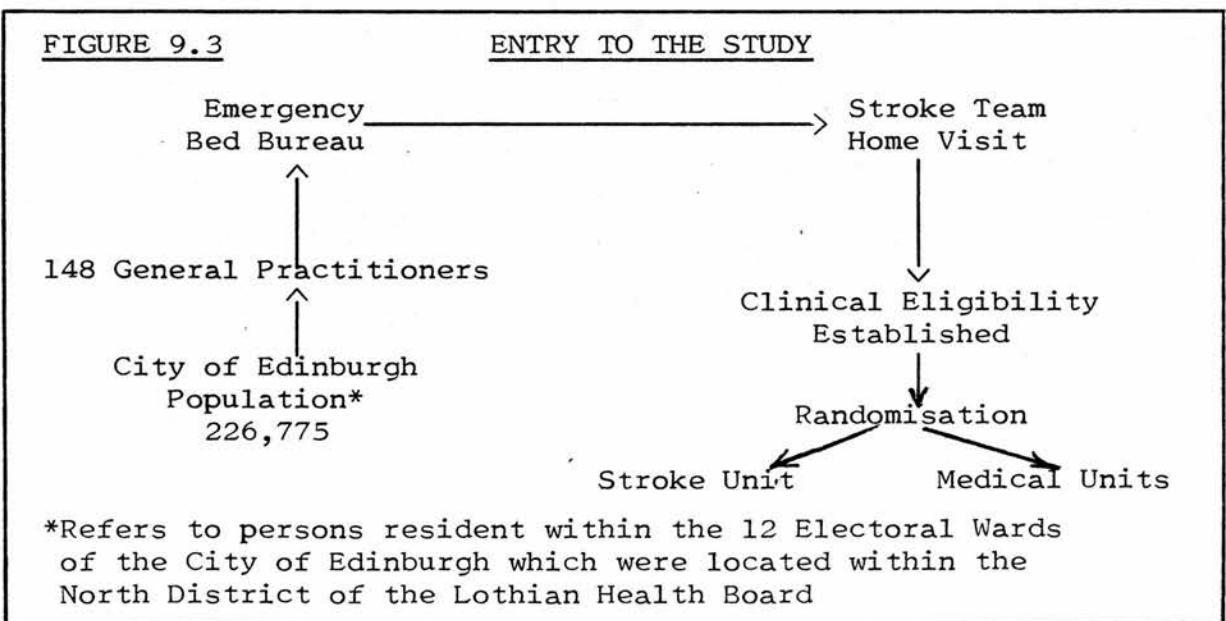 FIGURE 9.3 ENTRY TO THE STUDY
Emergency
Bed Bureau
Stroke Team
Home Visit
148 General Practitioners
City of Edinburgh
Population*
226,775
Clinical Eligibility
Established
Randomisation
Stroke Unit
Medical Units
*Refers to persons resident within the 12 Electoral Wards
of the City of Edinburgh which were located within the
North District of the Lothian Health Board